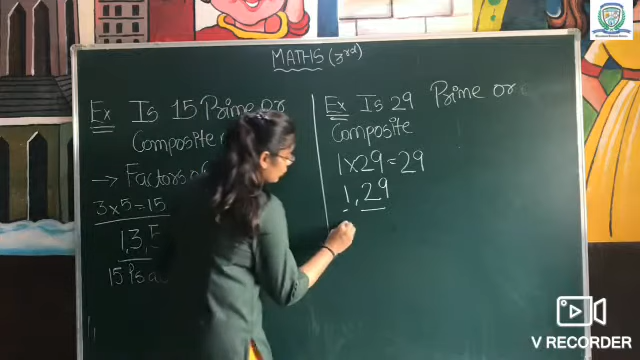 MATHS (3rd)
Ex Is 15 Prime or
Composite
→ Factors of
3×5=15
1,3,5
15 is a
Ex Is 29 Prime or
Composite
1×29=29
1,29
V RECORDER